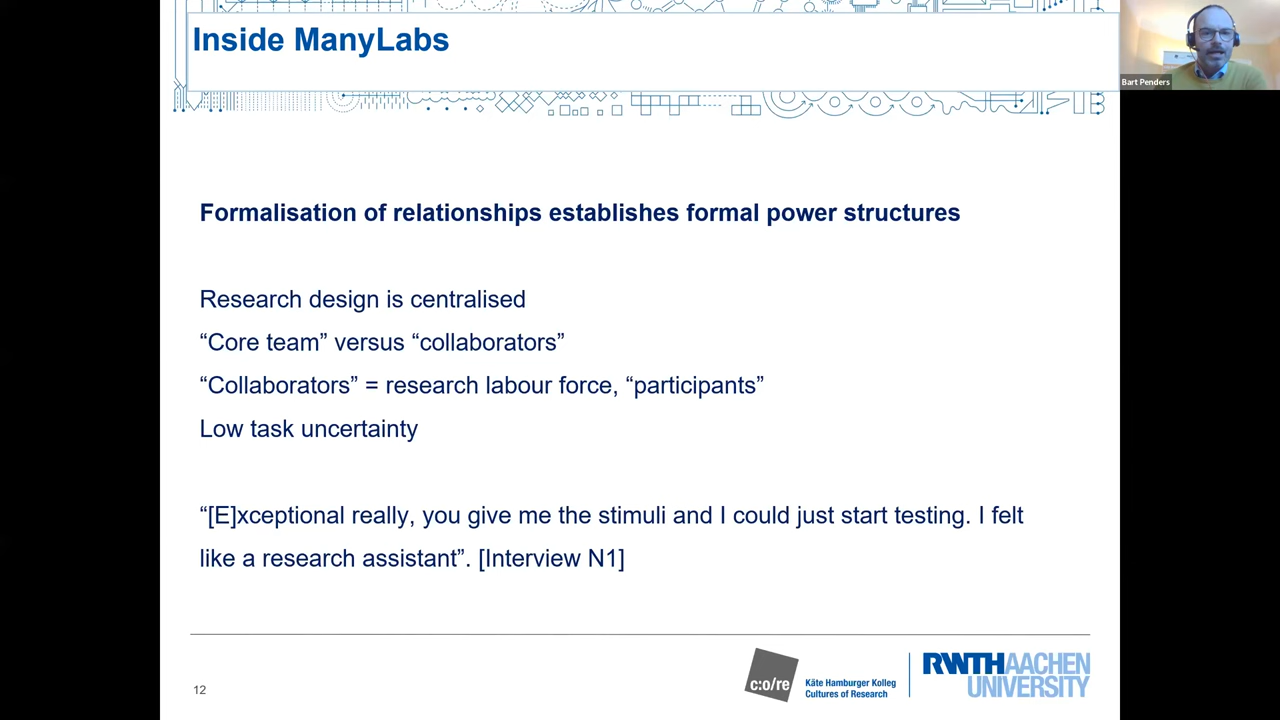 Inside ManyLabs
Bart Penders
Formalisation of relationships establishes formal power structures
Research design is centralised
“Core team” versus “collaborators”
“Collaborators” = research labour force, “participants”
Low task uncertainty
“[E]xceptional really, you give me the stimuli and I could just start testing. I felt
like a research assistant”. [Interview N1]
12
c:o/re
Käte Hamburger Kolleg
Cultures of Research
RWTHAACHEN
UNIVERSITY